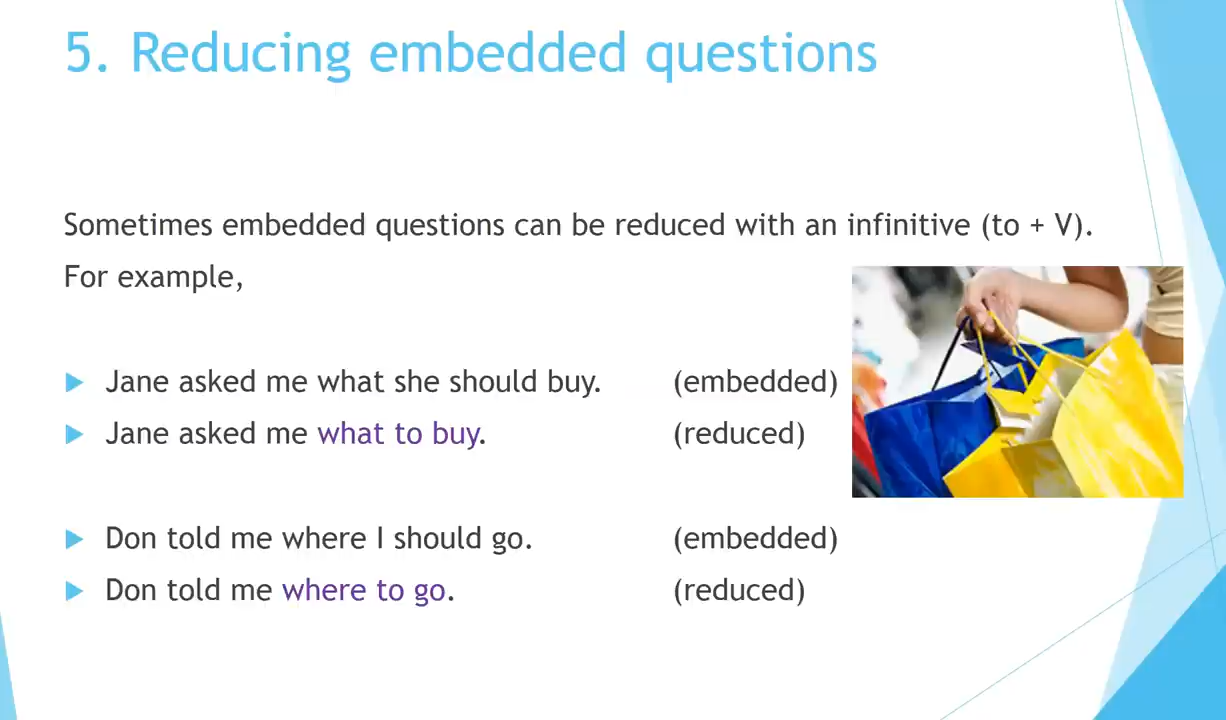 5. Reducing embedded questions
Sometimes embedded questions can be reduced with an infinitive (to + V).
For example,
Jane asked me what she should buy. (embedded)
Jane asked me what to buy. (reduced)
Don told me where I should go. (embedded)
Don told me where to go. (reduced)